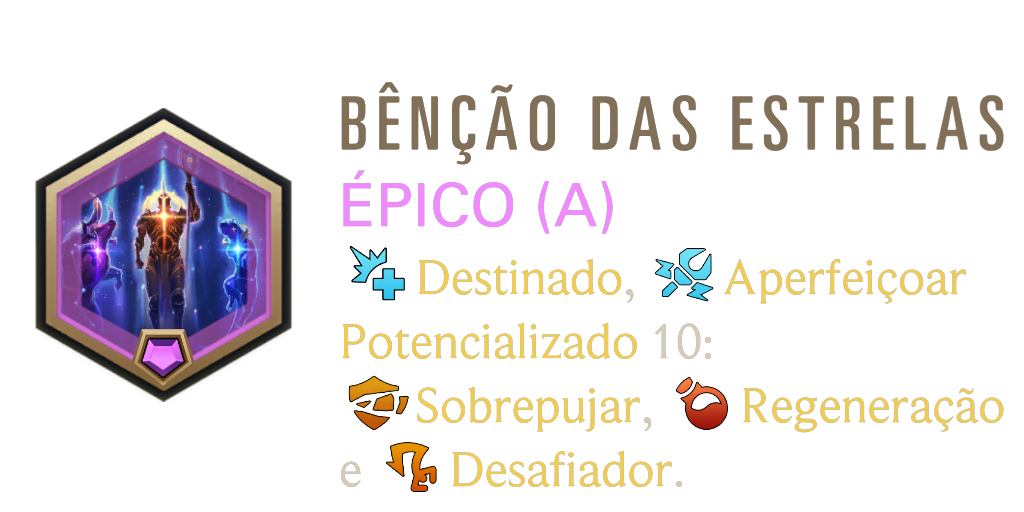 BÊNÇÃO DAS ESTRELAS
ÉPICO (A)
Destinado, Aperfeiçoar
Potencializado 10:
Sobrepujar, Regeneração
e Desafiador.